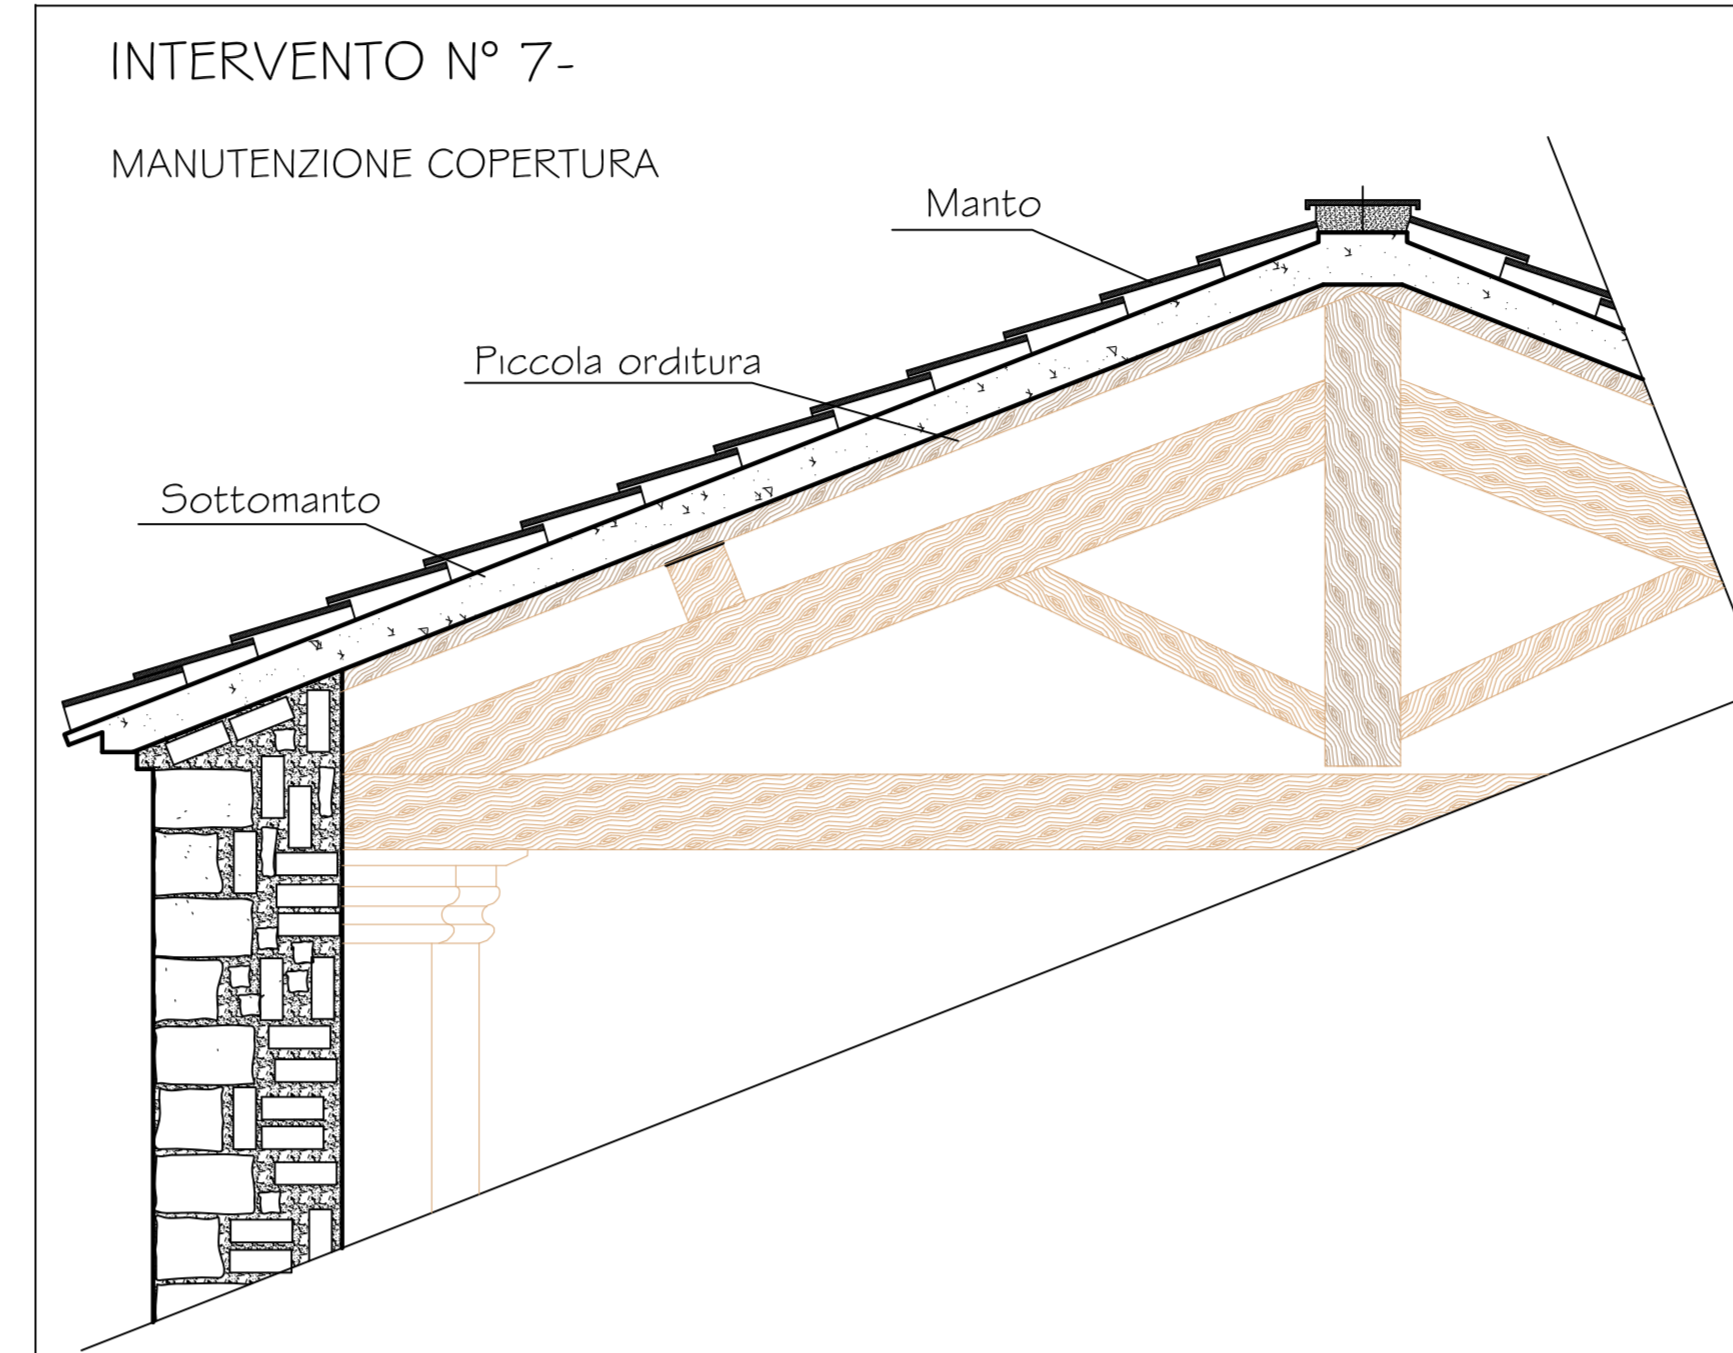 INTERVENTO N° 7-
MANUTENZIONE COPERTURA
Manto
Piccola orditura
Sottomanto